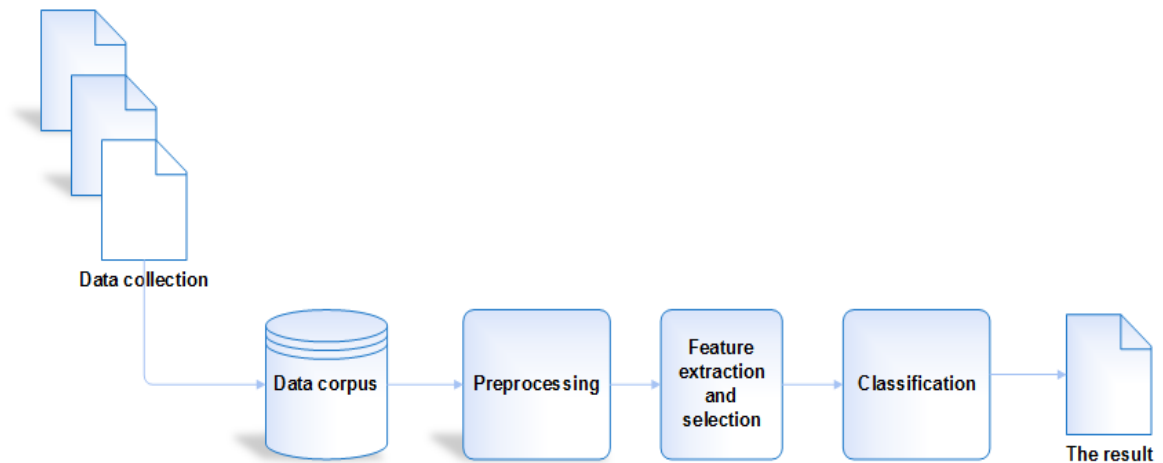 Data collection
Data corpus
Preprocessing
Feature
extraction
and
selection
Classification
The result